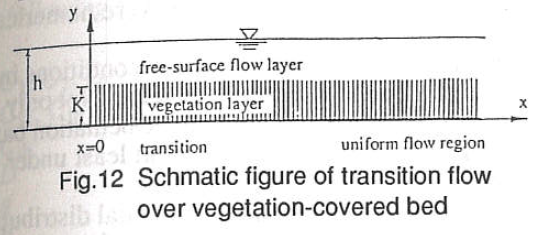 y
free-surface flow layer
h
K
vegetation layer
x
x=0 transition uniform flow region
Fig.12 Schmatic figure of transition flow
over vegetation-covered bed